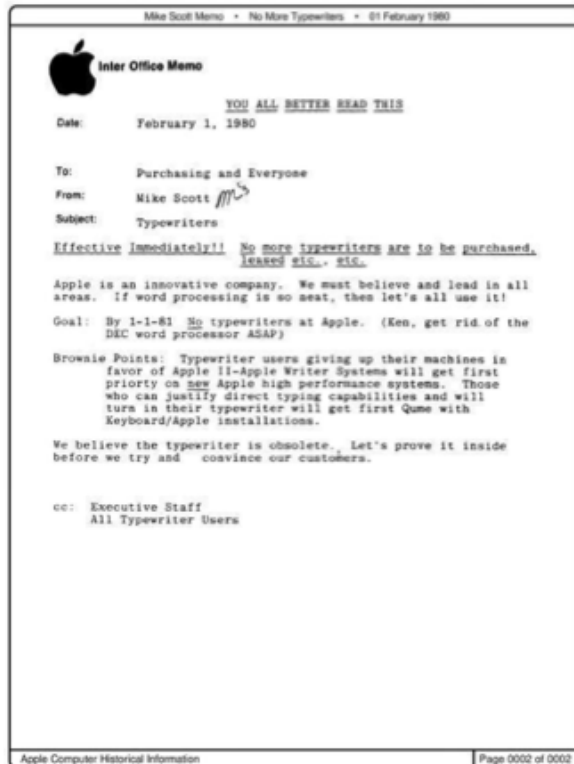 Mike Scott Memo • No More Typewriters • 01 February 1980
Inter Office Memo
YOU ALL BETTER READ THIS
Date: February 1, 1980
To: Purchasing and Everyone
From: Mike Scott
Subject: Typewriters
Effective Immediately!! No more typewriters are to be purchased,
leased etc., etc.
Apple is an innovative company. We must believe and lead in all
areas. If word processing is so neat, then let's all use it!
Goal: By 1-1-81 No typewriters at Apple. (Ken, get rid of the
DEC word processor ASAP)
Brownie Points: Typewriter users giving up their machines in
favor of Apple II-Apple Writer Systems will get first
priorty on new Apple high performance systems. Those
who can justify direct typing capabilities and will
turn in their typewriter will get first Qume with
Keyboard/Apple installations.
We believe the typewriter is obsolete. Let's prove it inside
before we try and convince our customers.
cc: Executive Staff
All Typewriter Users
Apple Computer Historical Information Page 0002 of 0002